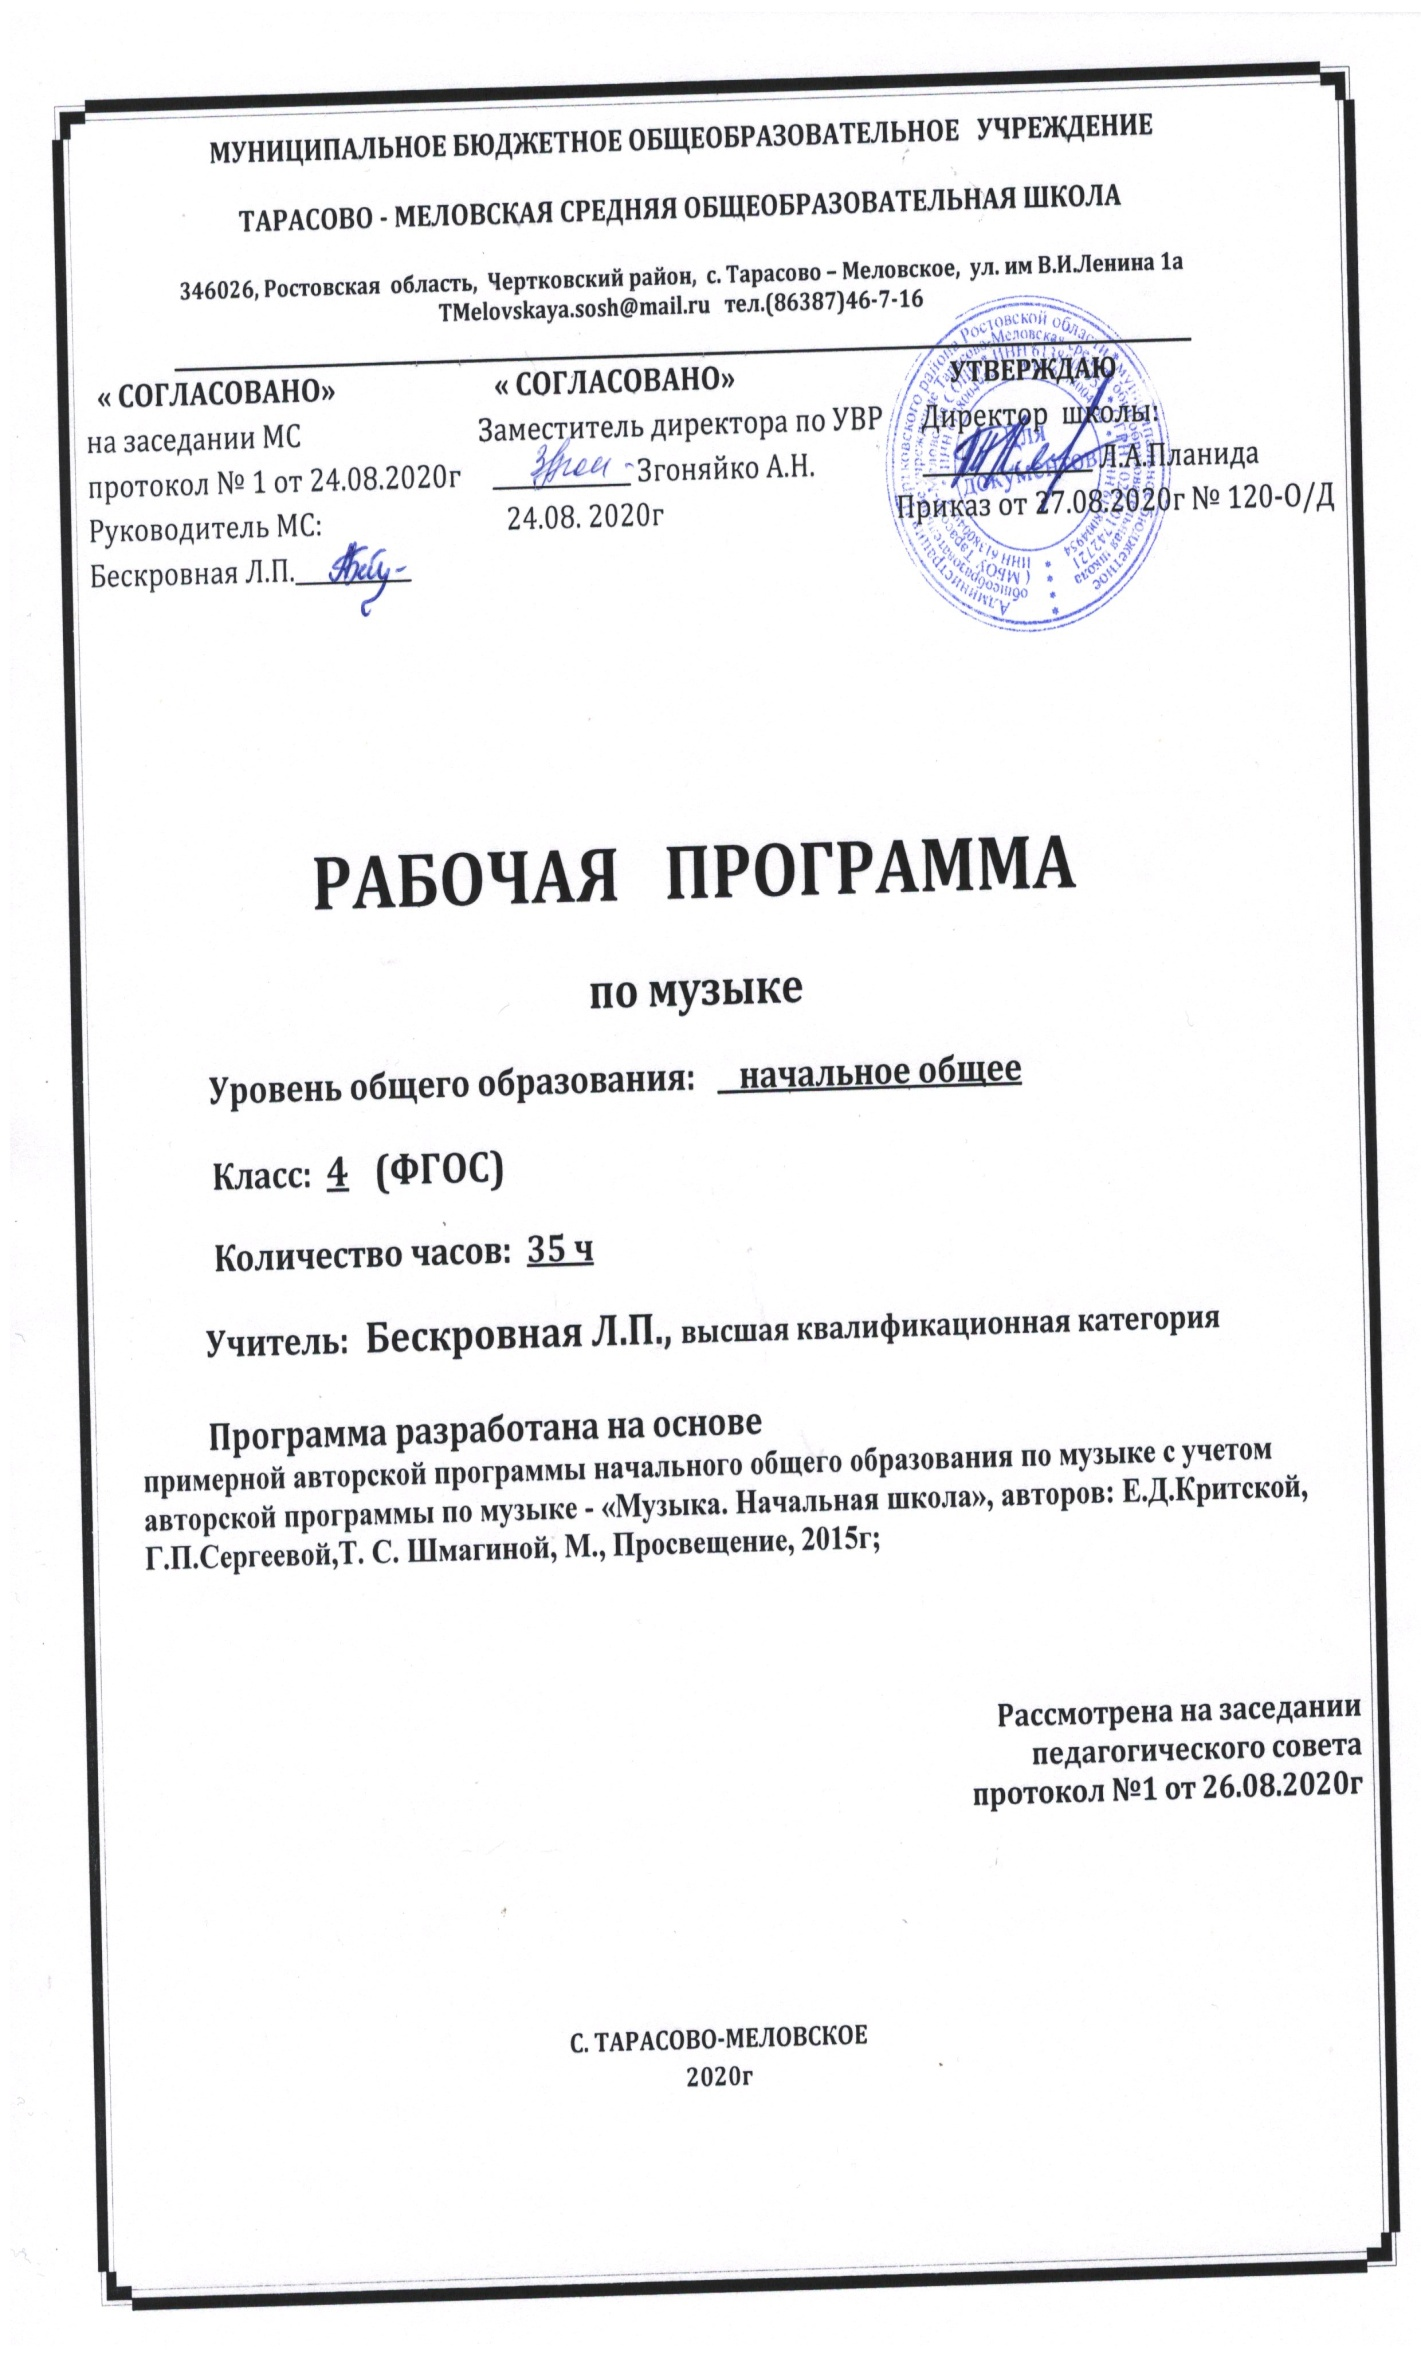 МУНИЦИПАЛЬНОЕ БЮДЖЕТНОЕ ОБЩЕОБРАЗОВАТЕЛЬНОЕ УЧРЕЖДЕНИЕ
ТАРАСОВО - МЕЛОВСКАЯ СРЕДНЯЯ ОБЩЕОБРАЗОВАТЕЛЬНАЯ ШКОЛА
346026, Ростовская область, Чертковский район, с. Тарасово – Меловское, ул. им В.И.Ленина 1а
TMelovskaya.sosh@mail.ru тел.(86387)46-7-16
« СОГЛАСОВАНО»
на заседании МС
протокол № 1 от 24.08.2020г
Руководитель МС:
Бескровная Л.П.
« СОГЛАСОВАНО»
Заместитель директора по УВР
Згоняйко А.Н.
24.08. 2020г
УТВЕРЖДАЮ
Директор школы:
Л.А.Планида
Приказ от 27.08.2020г № 120-О/Д
Для
документов
РАБОЧАЯ ПРОГРАММА
по музыке
Уровень общего образования: начальное общее
Класс: 4 (ФГОС)
Количество часов: 35 ч
Учитель: Бескровная Л.П., высшая квалификационная категория
Программа разработана на основе
примерной авторской программы начального общего образования по музыке с учетом
авторской программы по музыке - «Музыка. Начальная школа», авторов: Е.Д.Критской,
Г.П.Сергеевой,Т. С. Шмагиной, М., Просвещение, 2015г;
Рассмотрена на заседании
педагогического совета
протокол №1 от 26.08.2020г
С. ТАРАСОВО-МЕЛОВСКОЕ
2020г